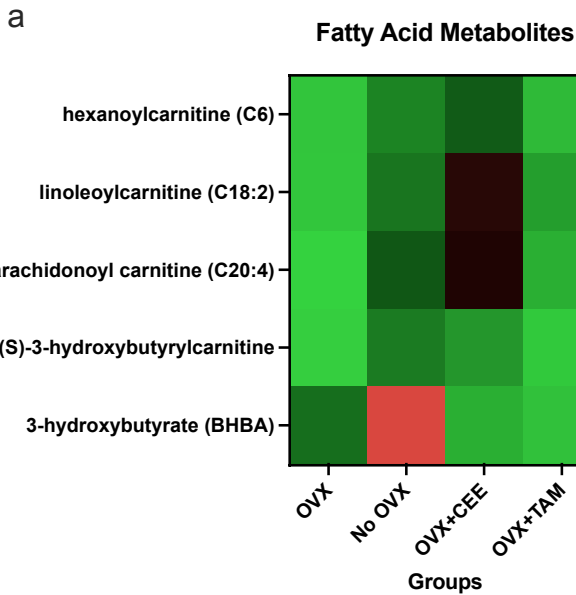 a
Fatty Acid Metabolites
hexanoylcarnitine (C6)
linoleoylcarnitine (C18:2)
arachidonoyl carnitine (C20:4)
(S)-3-hydroxybutyrylcarnitine
3-hydroxybutyrate (BHBA)
OVX
No OVX
OVX+CEE
OVX+TAM
Groups